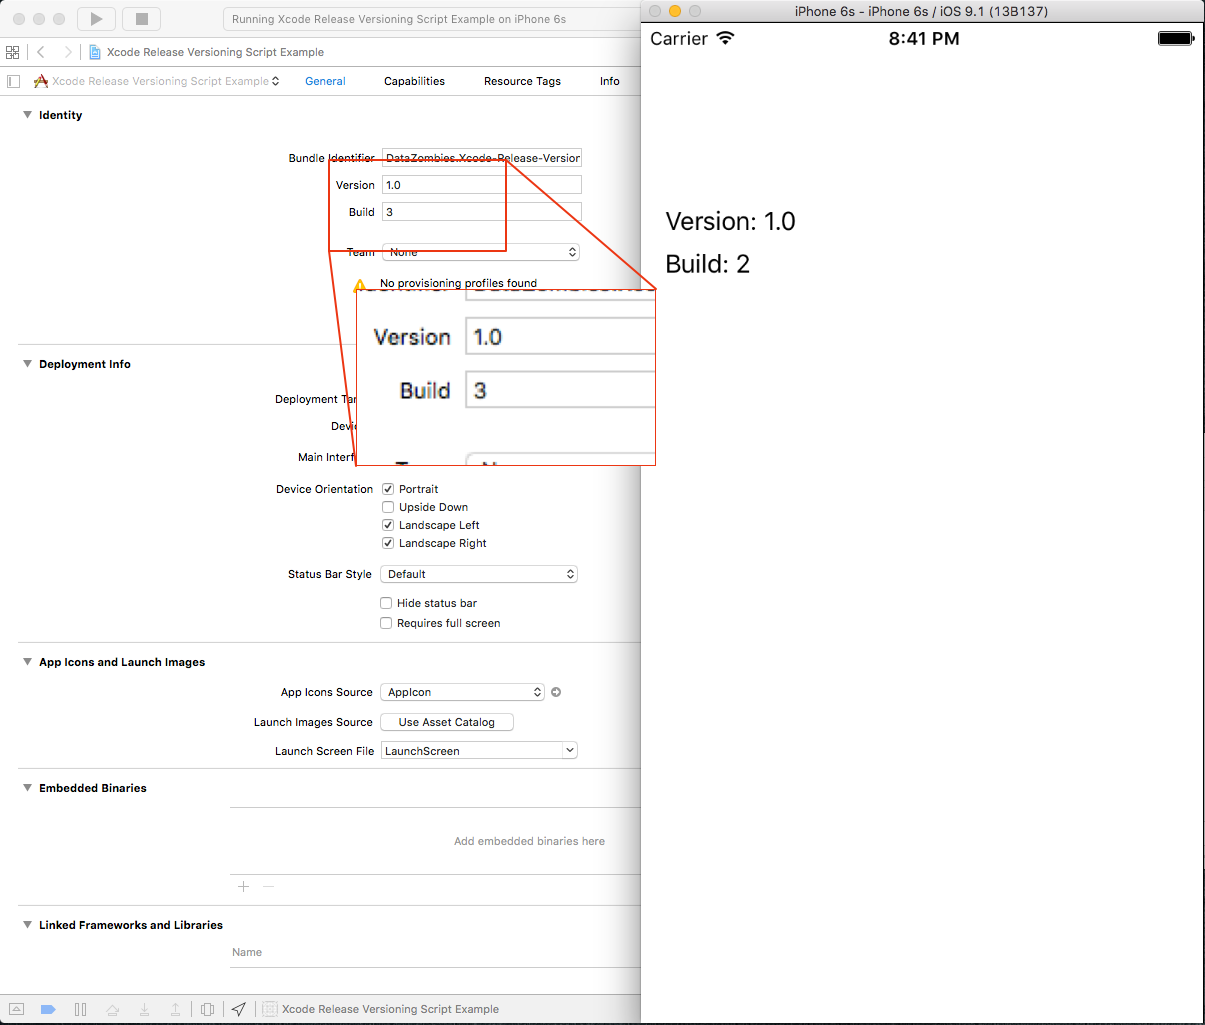 Running Xcode Release Versioning Script Example on iPhone 6s
Xcode Release Versioning Script Example
Xcode Release Versioning Script Example
General
Capabilities
Resource Tags
Info
Identity
Bundle Identifier
DataZombies.Xcode-Release-Version
Version
1.0
Build
3
Team
None
No provisioning profiles found
Version
1.0
Build
3
Deployment Info
Deployment Tar
Devic
Main Interf
Device Orientation
Portrait
Upside Down
Landscape Left
Landscape Right
Status Bar Style
Default
Hide status bar
Requires full screen
App Icons and Launch Images
App Icons Source
AppIcon
Launch Images Source
Use Asset Catalog
Launch Screen File
LaunchScreen
Embedded Binaries
Add embedded binaries here
Linked Frameworks and Libraries
Name
Xcode Release Versioning Script Example
iPhone 6s - iPhone 6s / iOS 9.1 (13B137)
Carrier
8:41 PM
Version: 1.0
Build: 2